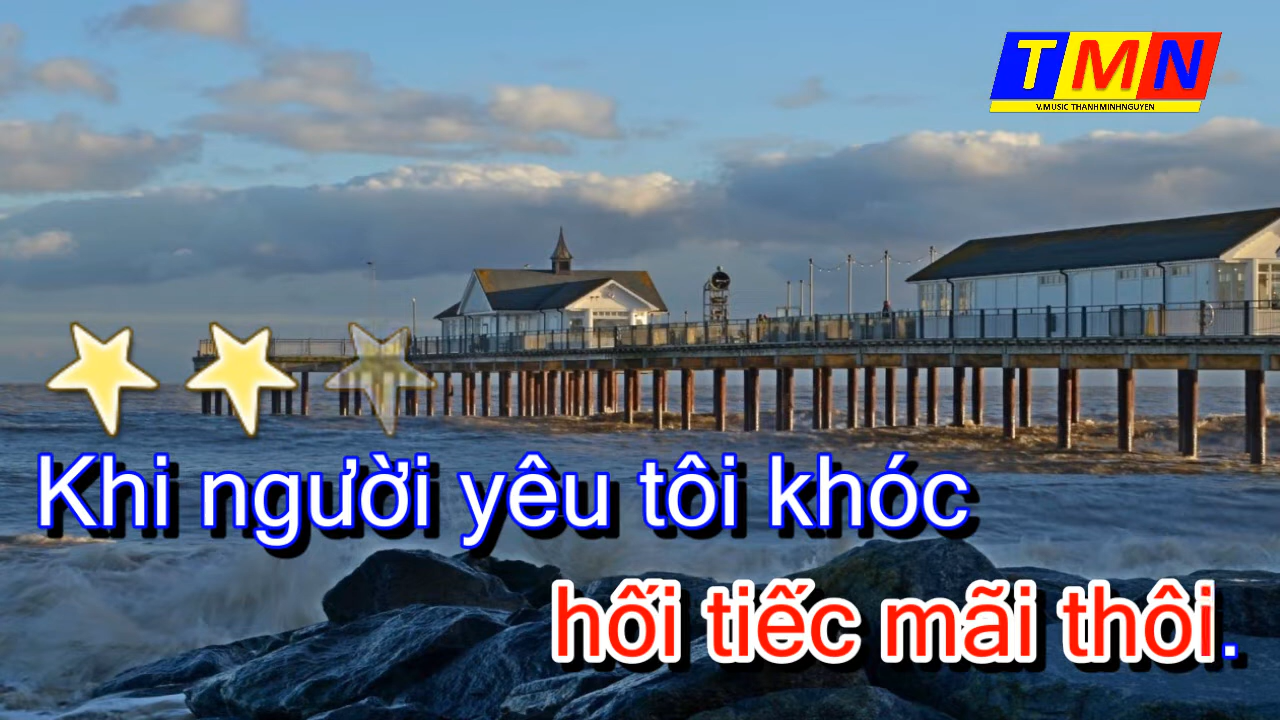 TMN
V.MUSIC THANHMINHNGUYEN
Khi người yêu tôi khóc
hối tiếc mãi thôi.